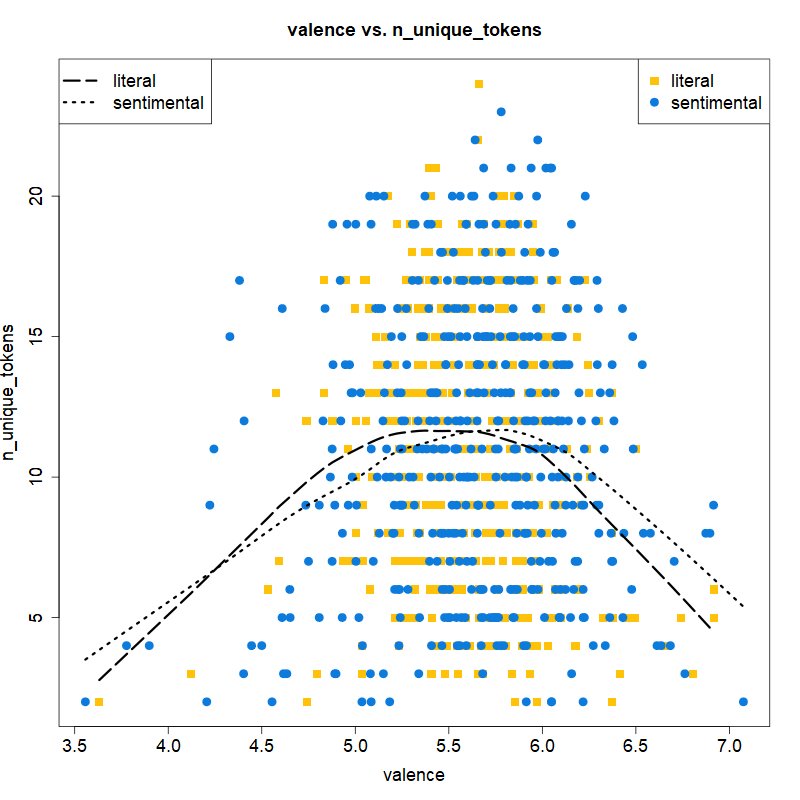 valence vs. n_unique_tokens
literal
sentimental
literal
sentimental
n_unique_tokens
20
15
10
5
3.5 4.0 4.5 5.0 5.5 6.0 6.5 7.0
valence